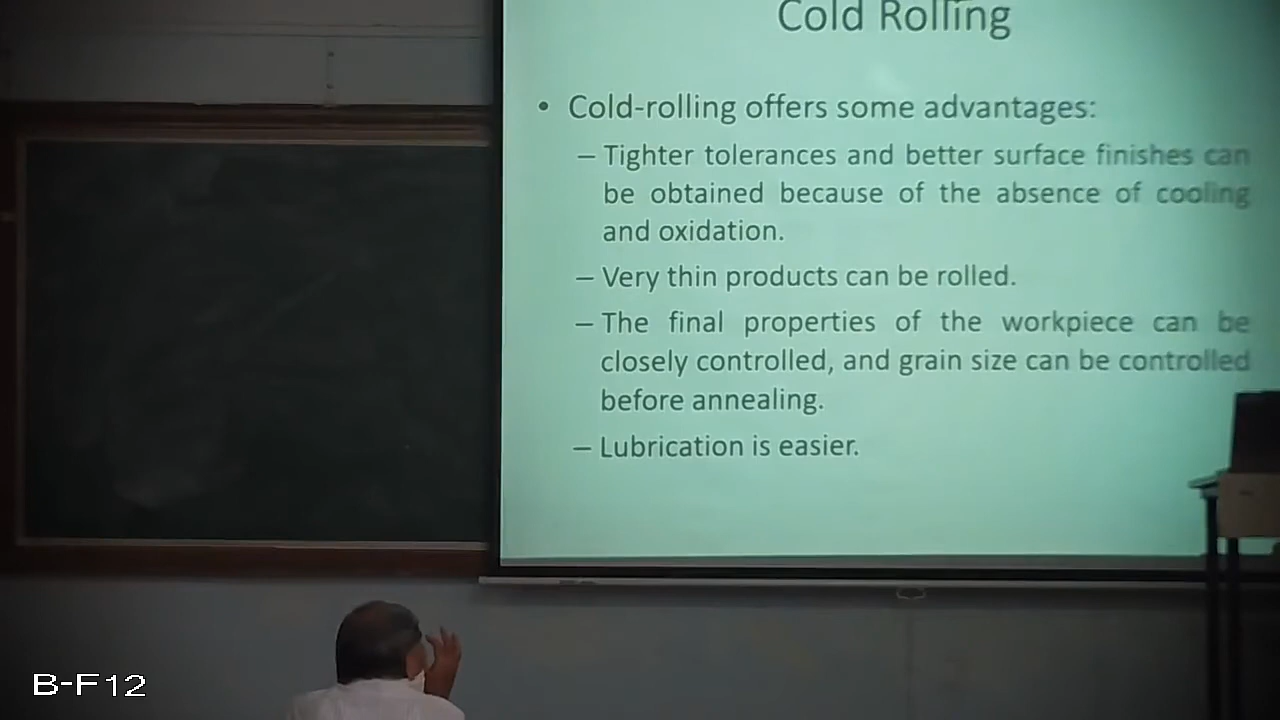 Cold Rolling
• Cold-rolling offers some advantages:
– Tighter tolerances and better surface finishes can
be obtained because of the absence of cooling
and oxidation.
– Very thin products can be rolled.
– The final properties of the workpiece can be
closely controlled, and grain size can be controlled
before annealing.
– Lubrication is easier.
B-F12